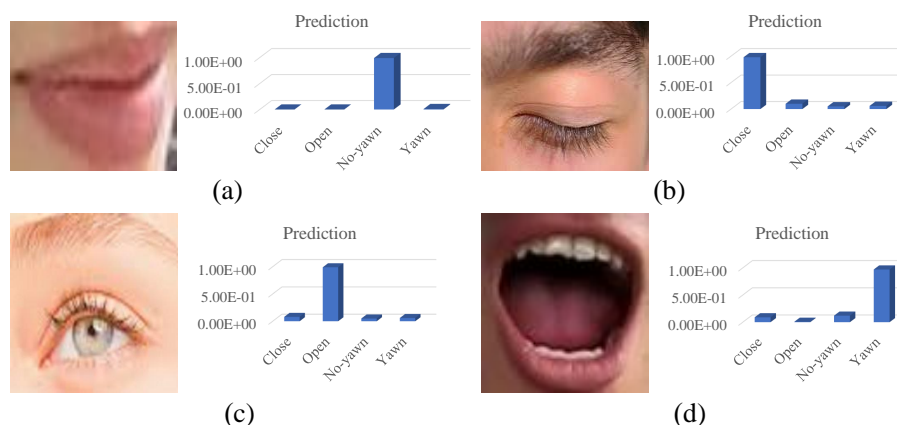 Prediction
1.00E+00
5.00E-01
0.00E+00
Close
Open
No-yawn
Yawn
(a)
Prediction
1.00E+00
5.00E-01
0.00E+00
Close
Open
No-yawn
Yawn
(b)
Prediction
1.00E+00
5.00E-01
0.00E+00
Close
Open
No-yawn
Yawn
(c)
Prediction
1.00E+00
5.00E-01
0.00E+00
Close
Open
No-yawn
Yawn
(d)